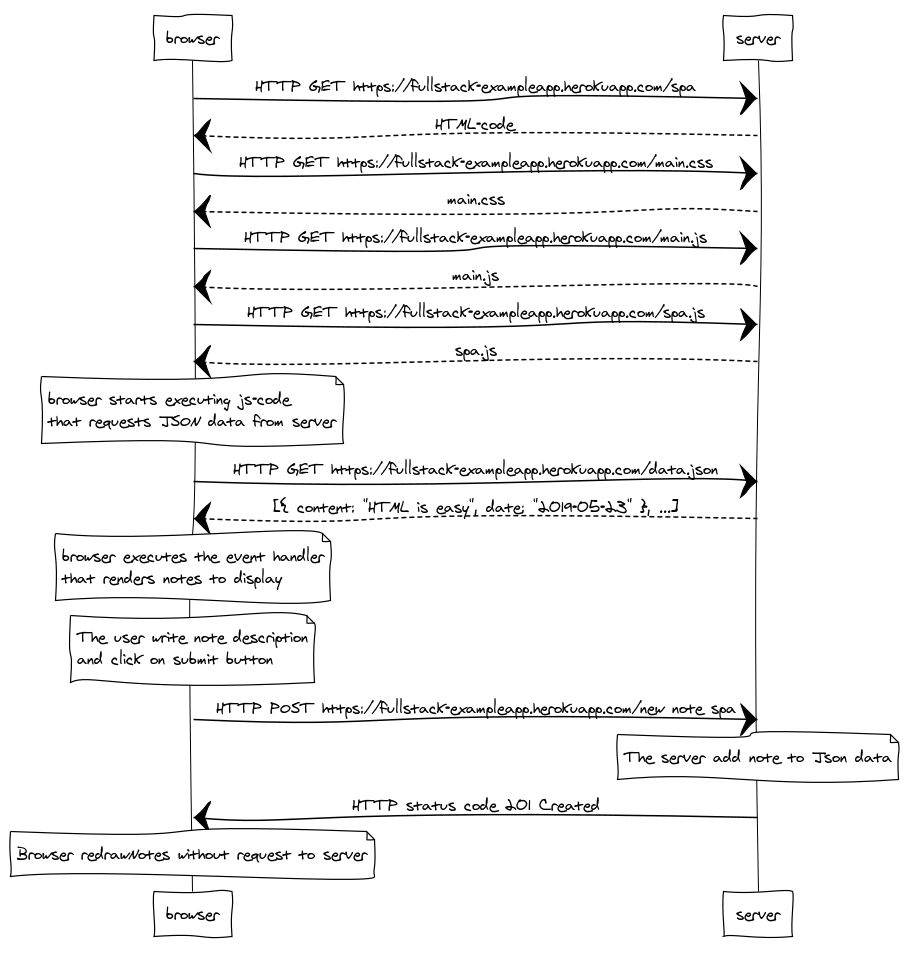 browser server
HTTP GET https://fullstack-exampleapp.herokuapp.com/spa
HTML-code
HTTP GET https://fullstack-exampleapp.herokuapp.com/main.css
main.css
HTTP GET https://fullstack-exampleapp.herokuapp.com/main.js
main.js
HTTP GET https://fullstack-exampleapp.herokuapp.com/spa.js
spa.js
browser starts executing js-code
that requests JSON data from server
HTTP GET https://fullstack-exampleapp.herokuapp.com/data.json
[{ content: "HTML is easy", date: "2019-05-23" }, ...]
browser executes the event handler
that renders notes to display
The user write note description
and click on submit button
HTTP POST https://fullstack-exampleapp.herokuapp.com/new note spa
The server add note to Json data
HTTP status code 201 Created
Browser redrawNotes without request to server
browser server